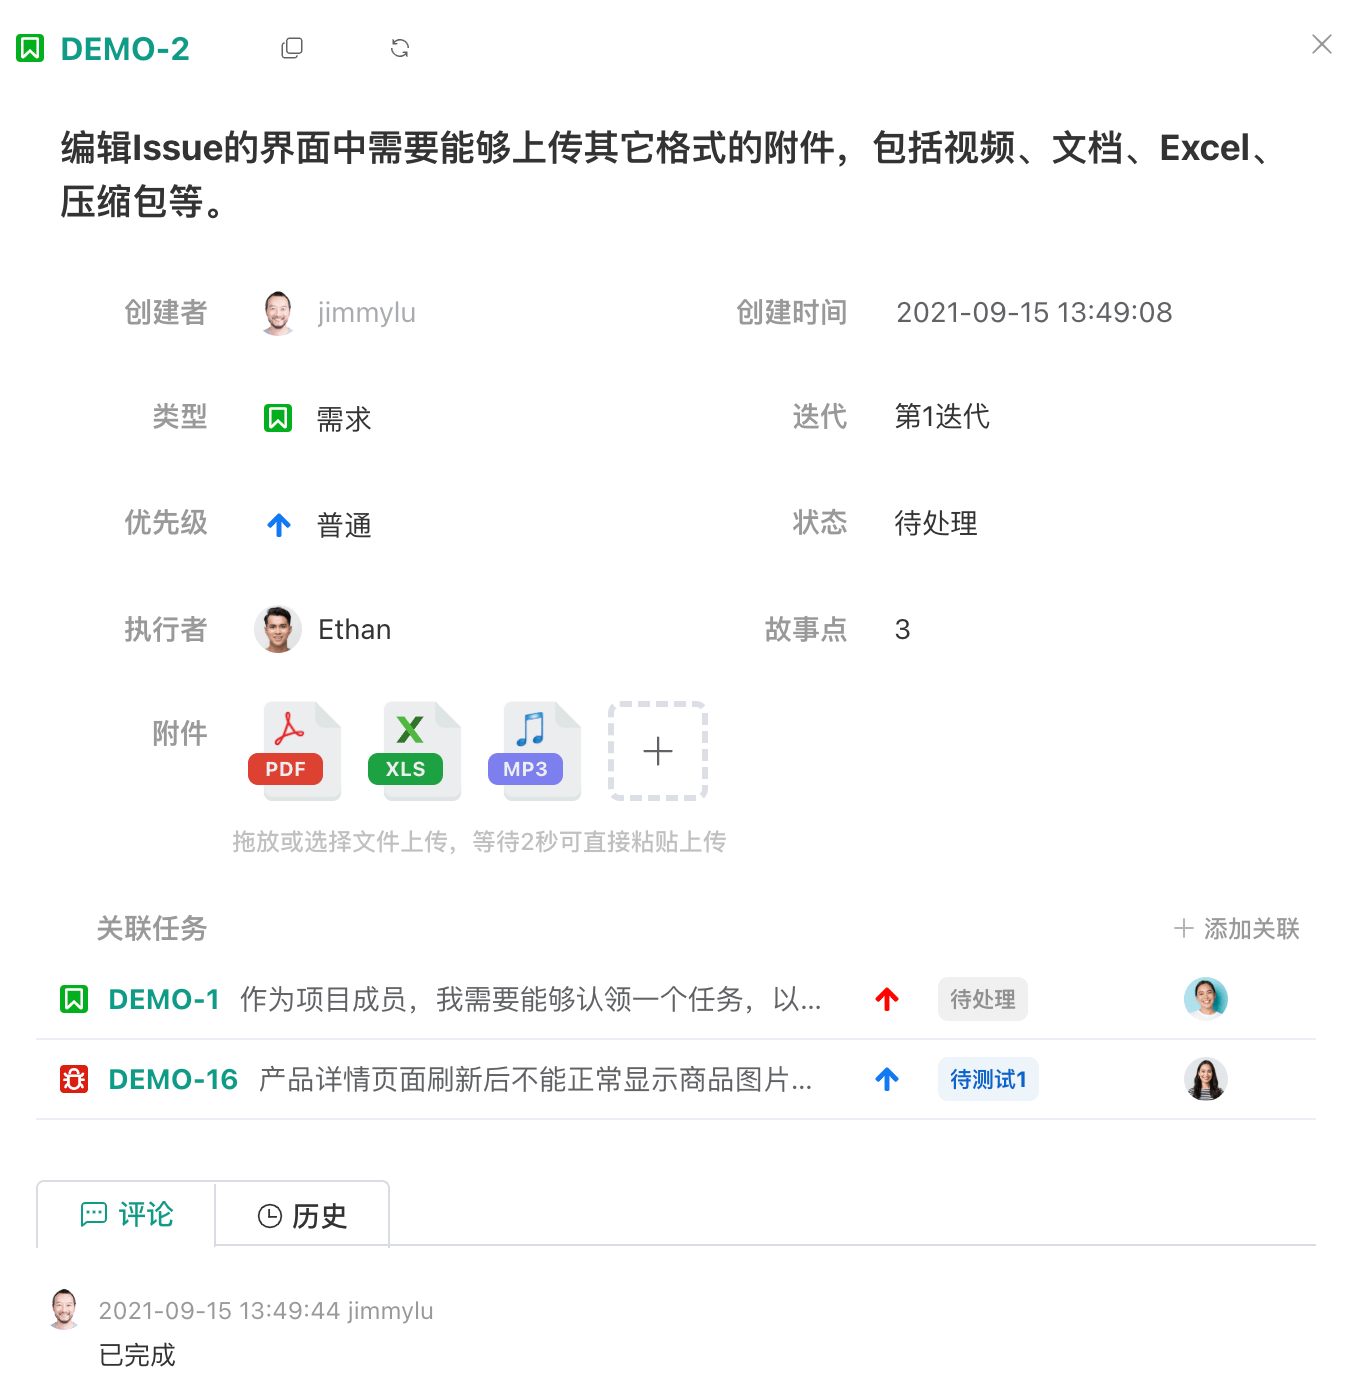 DEMO-2
编辑Issue的界面中需要能够上传其它格式的附件，包括视频、文档、Excel、
压缩包等。
创建者 jimmylu 创建时间 2021-09-15 13:49:08
类型 需求 迭代 第1迭代
优先级 普通 状态 待处理
执行者 Ethan 故事点 3
附件 PDF XLS MP3
拖放或选择文件上传，等待2秒可直接粘贴上传
关联任务 添加关联
DEMO-1 作为项目成员，我需要能够认领一个任务，以... 待处理
DEMO-16 产品详情页面刷新后不能正常显示商品图片... 待测试1
评论 历史
2021-09-15 13:49:44 jimmylu
已完成